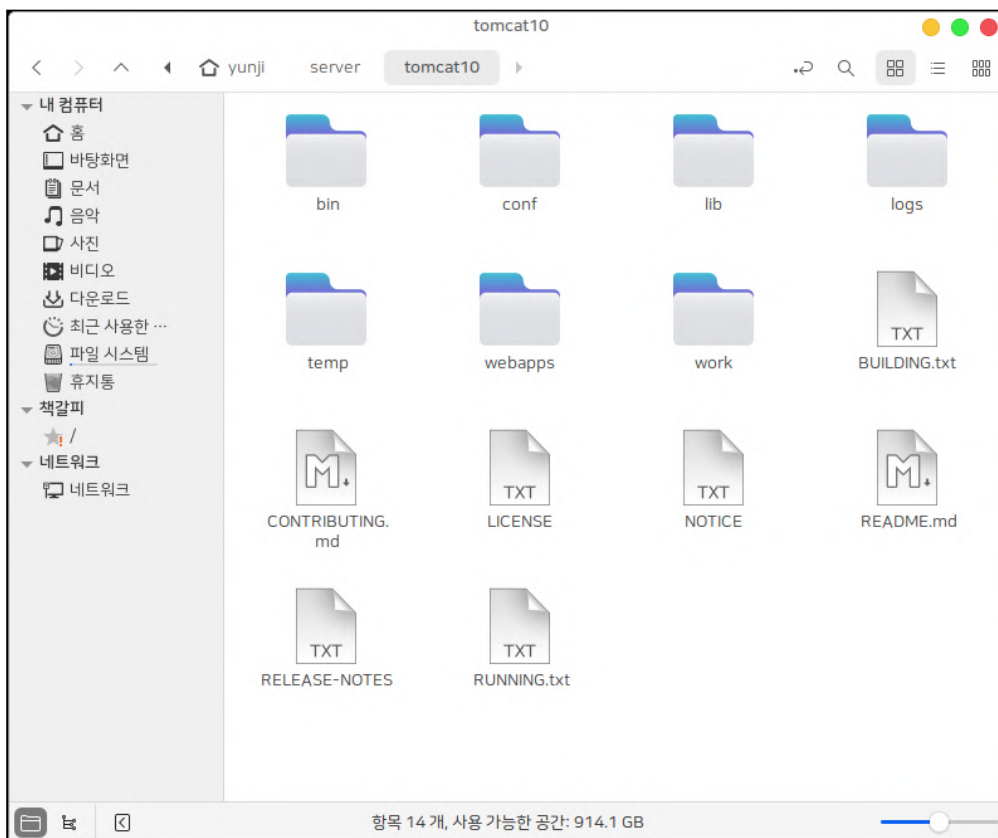 tomcat10
yunji server tomcat10
내 컴퓨터
홈
바탕화면
문서
음악
사진
비디오
다운로드
최근 사용한 …
파일 시스템
휴지통
책갈피
/
네트워크
네트워크
bin conf lib logs
TXT
temp webapps work BUILDING.txt
TXT TXT
CONTRIBUTING. LICENSE NOTICE README.md
md
TXT TXT
RELEASE-NOTES RUNNING.txt
항목 14 개, 사용 가능한 공간: 914.1 GB